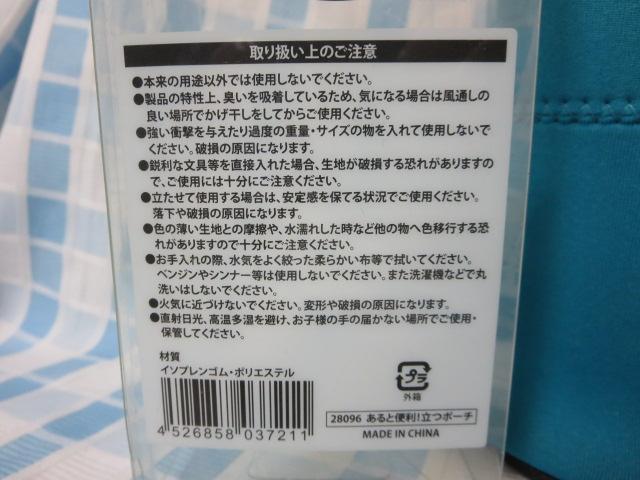 取り扱い上のご注意
●本来の用途以外では使用しないでください。
●製品の特性上、臭いを吸着しているため、気になる場合は風通しの
良い場所でかげ干しをしてからご使用ください。
●強い衝撃を与えたり過度の重量・サイズの物を入れて使用しないで
ください。破損の原因になります。
●鋭利な文具等を直接入れた場合、生地が破損する恐れがありますの
で、ご使用には十分にご注意ください。
●立たせて使用する場合は、安定感を保てる状況でご使用ください。
落下や破損の原因になります。
●色の薄い生地との摩擦や、水濡れした時など他の物へ色移行する恐
れがありますので十分にご注意ください。
●お手入れの際、水気をよく絞った柔らかい布等で拭いてください。
ベンジンやシンナー等は使用しないでください。また洗濯機などで丸
洗いはしないでください。
●火気に近づけないでください。変形や破損の原因になります。
●直射日光、高温多湿を避け、お子様の手の届かない場所でご使用・
保管してください。
材質
イソプレンゴム・ポリエステル
プラ
外箱
4 526858 037211
28096 あると便利!立つポーチ
MADE IN CHINA